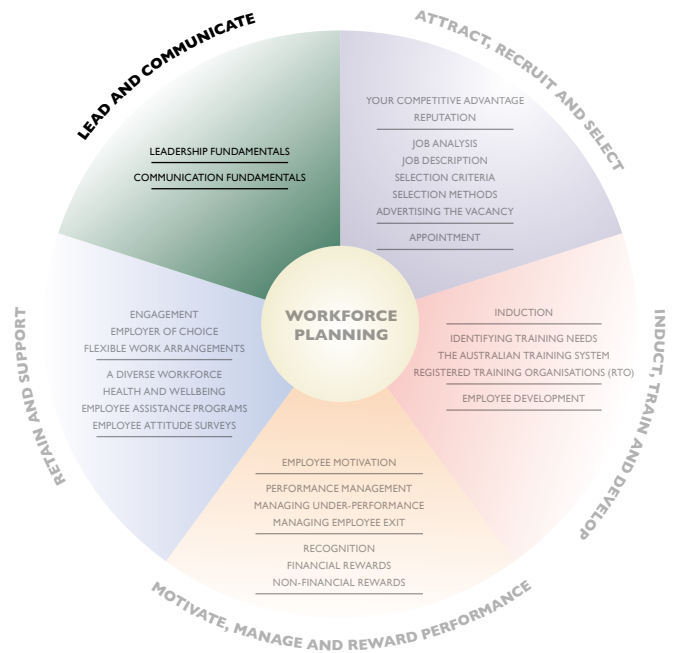 LEAD AND COMMUNICATE
LEADERSHIP FUNDAMENTALS
COMMUNICATION FUNDAMENTALS
ATTRACT, RECRUIT AND SELECT
YOUR COMPETITIVE ADVANTAGE
REPUTATION
JOB ANALYSIS
JOB DESCRIPTION
SELECTION CRITERIA
SELECTION METHODS
ADVERTISING THE VACANCY
APPOINTMENT
WORKFORCE
PLANNING
INDUCT, TRAIN AND DEVELOP
INDUCTION
IDENTIFYING TRAINING NEEDS
THE AUSTRALIAN TRAINING SYSTEM
REGISTERED TRAINING ORGANISATIONS (RTO)
EMPLOYEE DEVELOPMENT
MOTIVATE, MANAGE AND REWARD PERFORMANCE
EMPLOYEE MOTIVATION
PERFORMANCE MANAGEMENT
MANAGING UNDER-PERFORMANCE
MANAGING EMPLOYEE EXIT
RECOGNITION
FINANCIAL REWARDS
NON-FINANCIAL REWARDS
RETAIN AND SUPPORT
ENGAGEMENT
EMPLOYER OF CHOICE
FLEXIBLE WORK ARRANGEMENTS
A DIVERSE WORKFORCE
HEALTH AND WELLBEING
EMPLOYEE ASSISTANCE PROGRAMS
EMPLOYEE ATTITUDE SURVEYS